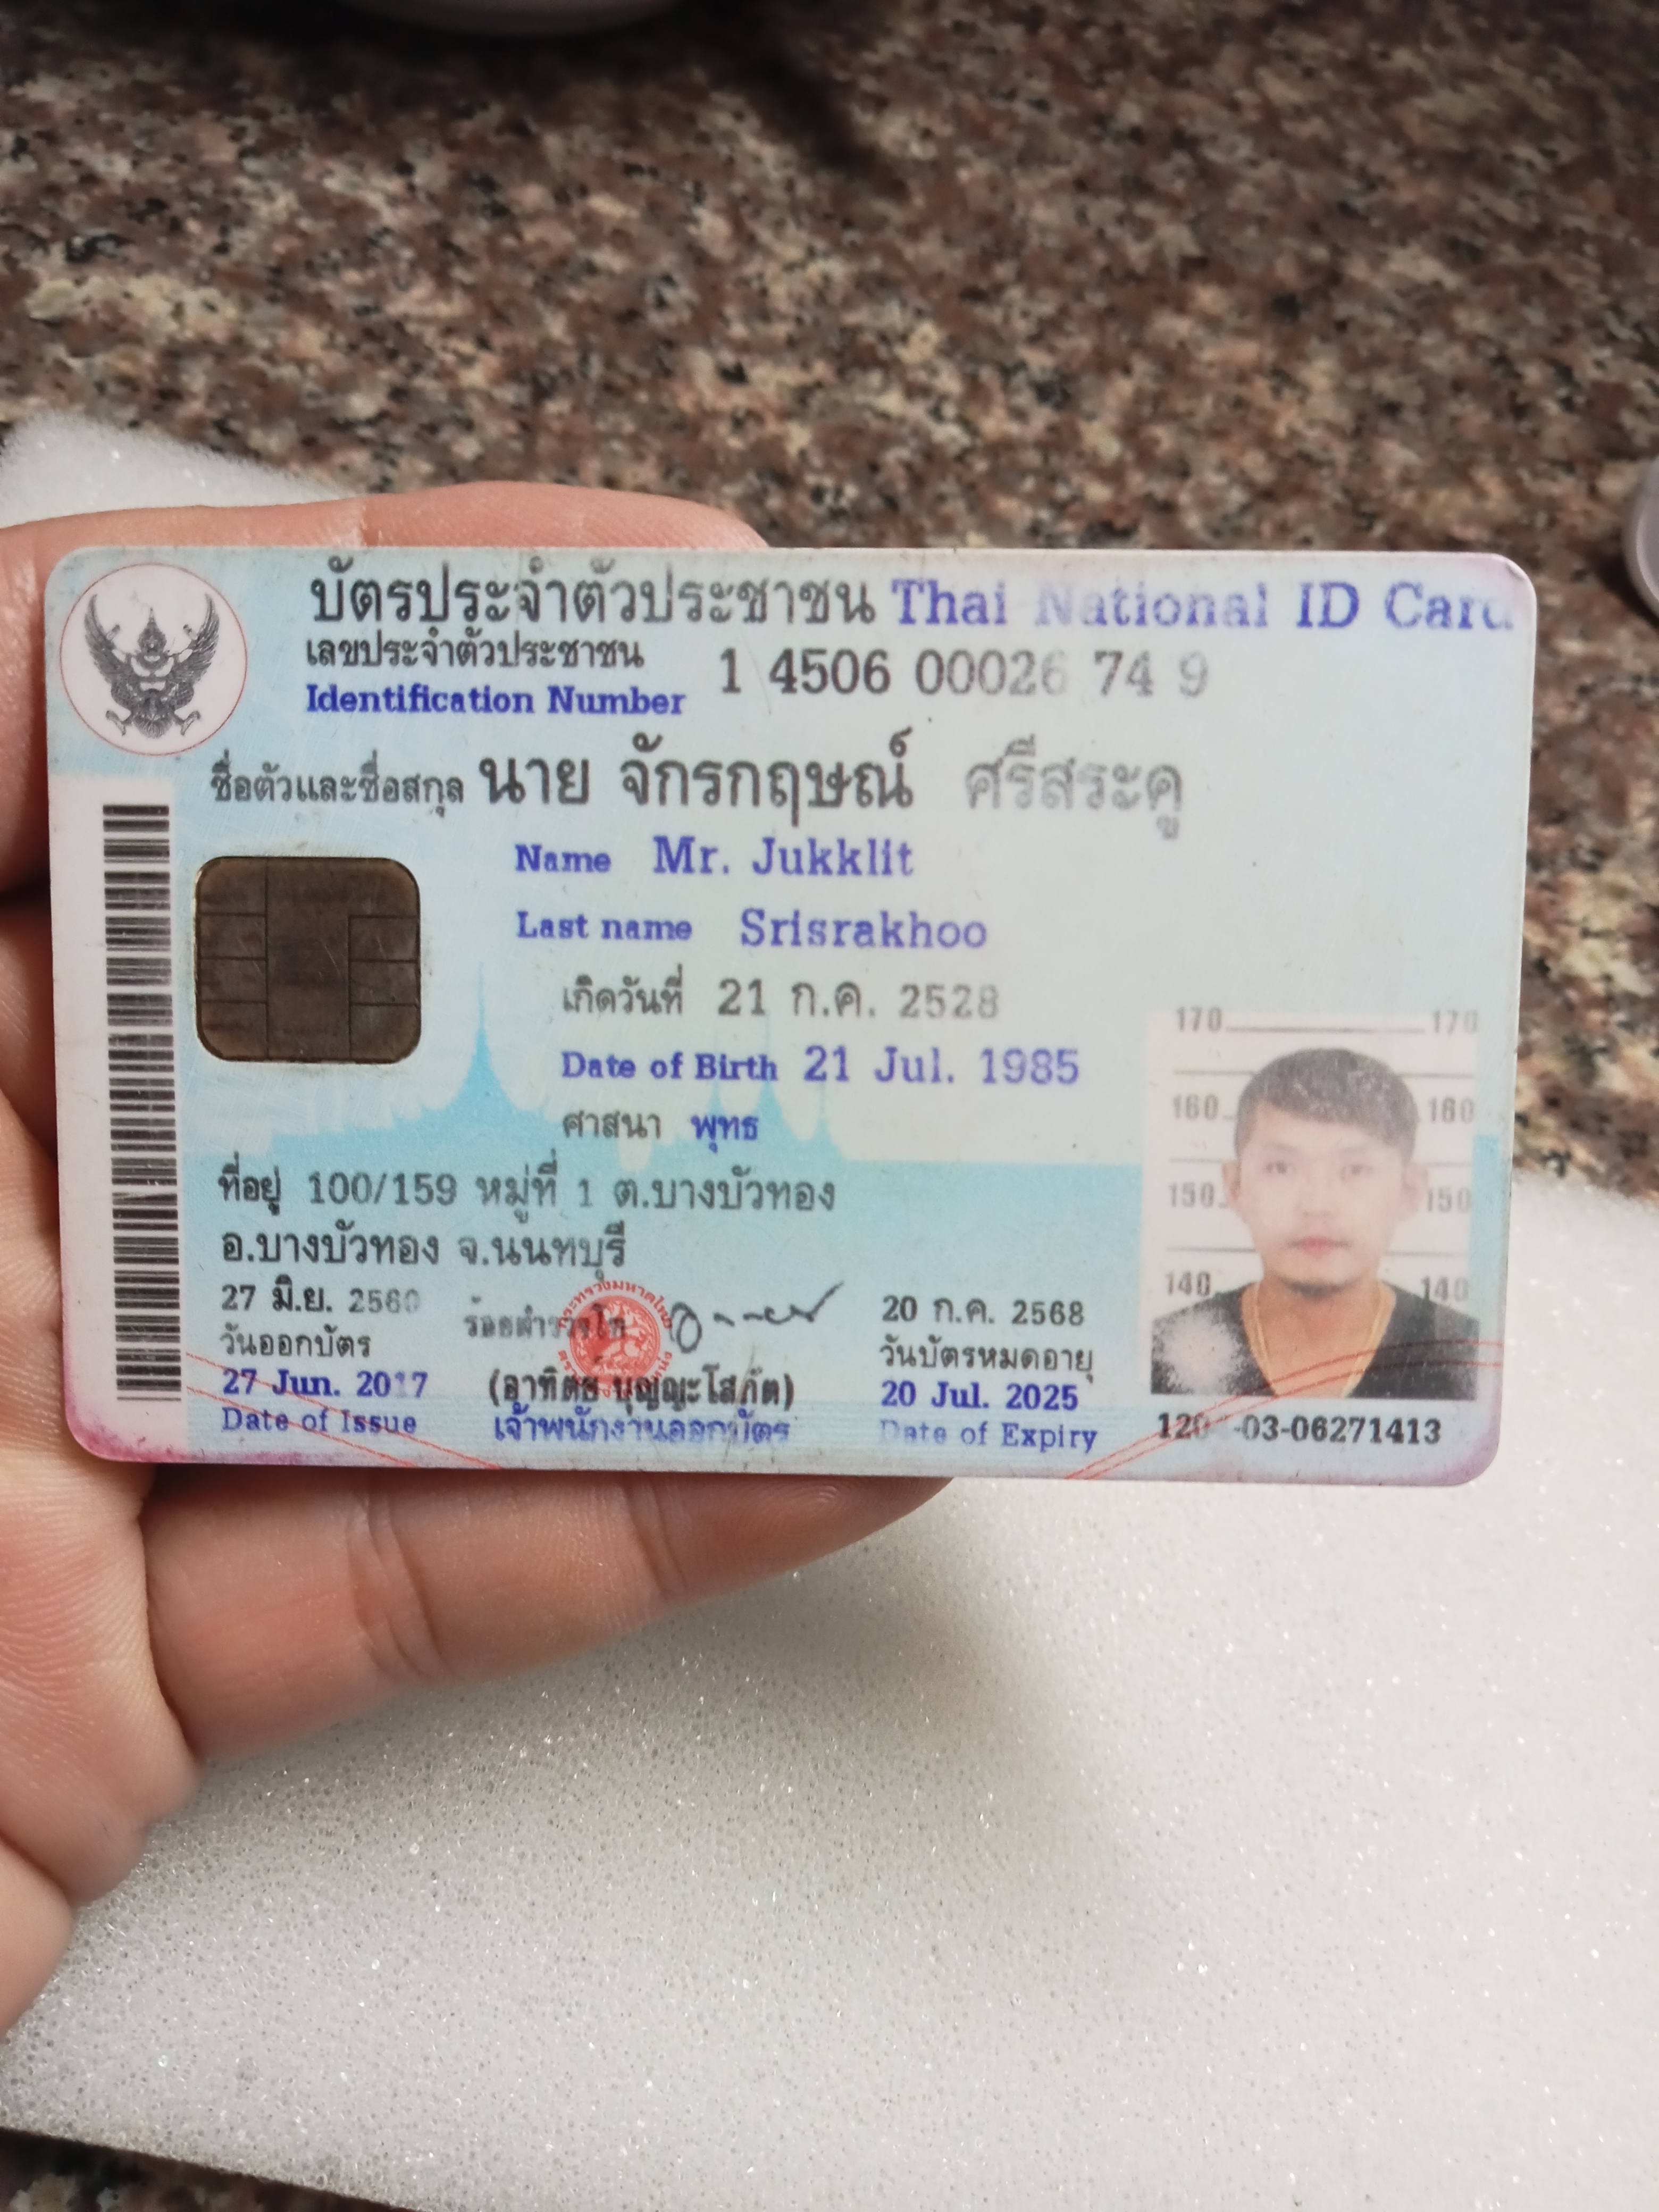 บัตรประจำตัวประชาชน Thai National ID Card
เลขประจำตัวประชาชน
Identification Number
1 4506 00026 74 9
ชื่อตัวและชื่อสกุล นาย จักรกฤษณ์ ศรีสระคู
Name Mr. Jukklit
Last name Srisrakhoo
เกิดวันที่ 21 ก.ค. 2528
Date of Birth 21 Jul. 1985
ศาสนา พุทธ
ที่อยู่ 100/159 หมู่ที่ 1 ต.บางบัวทอง
อ.บางบัวทอง จ.นนทบุรี
27 มิ.ย. 2560
วันออกบัตร
27 Jun. 2017
Date of Issue
ร้อยตำรวจโท
(อาทิตย์ บุญญะโสภัต)
เจ้าพนักงานออกบัตร
20 ก.ค. 2568
วันบัตรหมดอายุ
20 Jul. 2025
Date of Expiry
170 170
160 160
150 150
140 140
-03-06271413